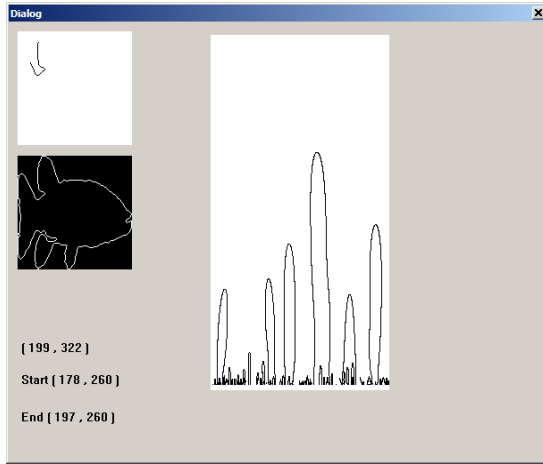 Dialog
( 199 , 322 )
Start ( 178 , 260 )
End ( 197 , 260 )